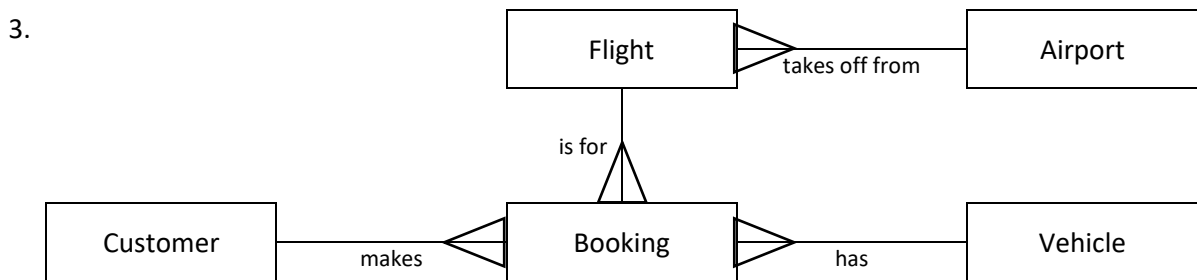 3.
Flight
Airport
takes off from
is for
Customer
Booking
Vehicle
makes
has